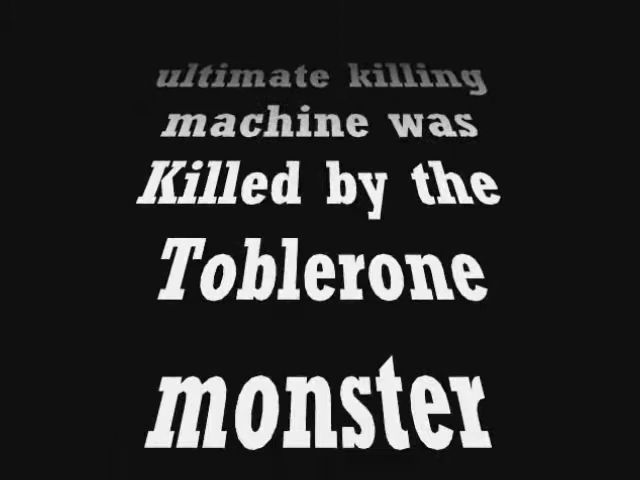 ultimate killing
machine was
Killed by the
Toblerone
monster